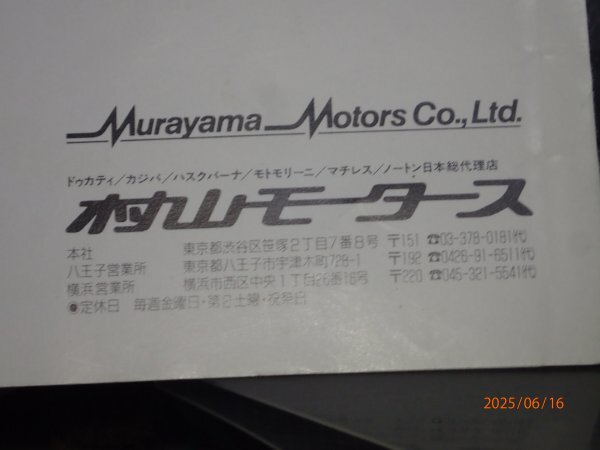 Murayama Motors Co., Ltd.
ドゥカティ/カジバ/ハスクバーナ/モトモリーニ/マチレス/ノートン日本総代理店
村山モータース
本社 東京都渋谷区笹塚2丁目7番8号 〒151 ☎03-378-0181代
八王子営業所 東京都八王子市宇津木町728-1 〒192 ☎0426-91-6511代
横浜営業所 横浜市西区中央1丁目26番16号 〒220 ☎045-321-5541代
◉定休日 毎週金曜日・第2土曜・祝祭日
2025/06/16